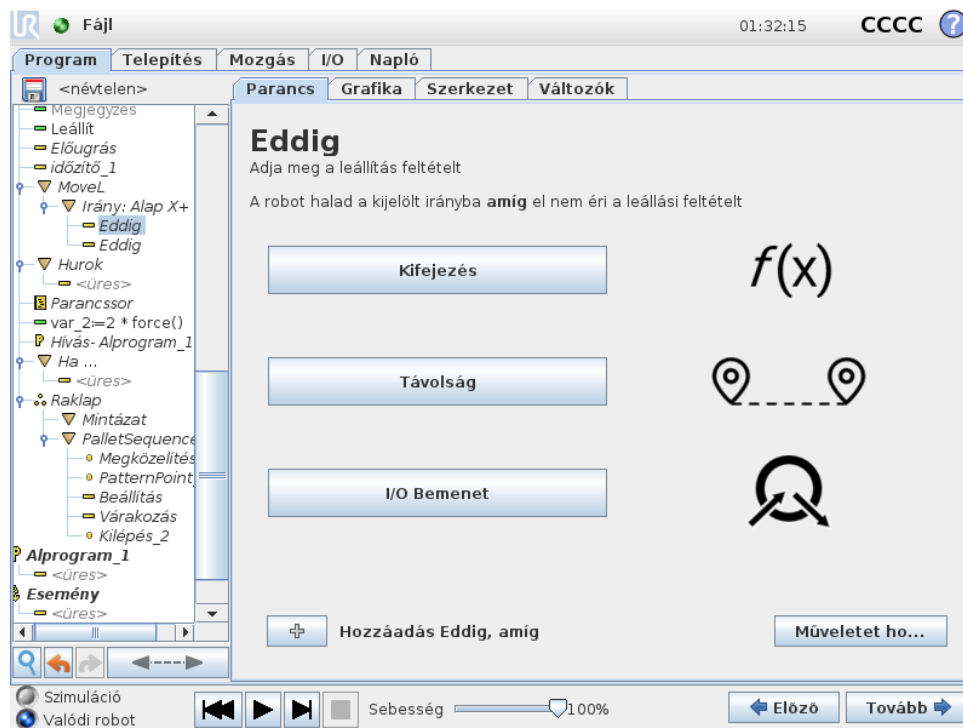 UR Fájl 01:32:15 CCCC ?
Program Telepítés Mozgás I/O Napló
<névtelen>
Parancs Grafika Szerkezet Változók
Megjegyzés
Leállít
Előugrás
időzítő_1
MoveL
Irány: Alap X+
Eddig
Eddig
Hurok
<üres>
Parancssor
var_2:=2 * force()
P Hívás- Alprogram_1
Ha ...
<üres>
Raklap
Mintázat
PalletSequence
Megközelítés
PatternPoint_
Beállítás
Várakozás
Kilépés_2
P Alprogram_1
<üres>
Esemény
<üres>
Eddig
Adja meg a leállítás feltételt
A robot halad a kijelölt irányba amíg el nem éri a leállási feltételt
Kifejezés
f(x)
Távolság
I/O Bemenet
Hozzáadás Eddig, amíg
Műveletet ho...
Szimuláció
Valódi robot
Sebesség 100%
Előző
Tovább